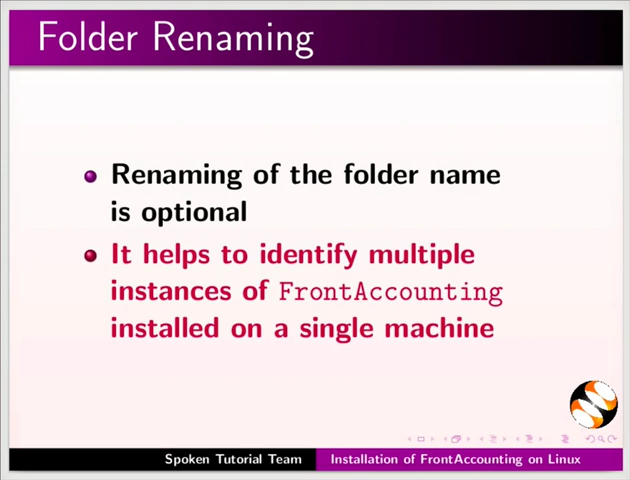 Folder Renaming
Renaming of the folder name
is optional
It helps to identify multiple
instances of FrontAccounting
installed on a single machine
Spoken Tutorial Team
Installation of FrontAccounting on Linux